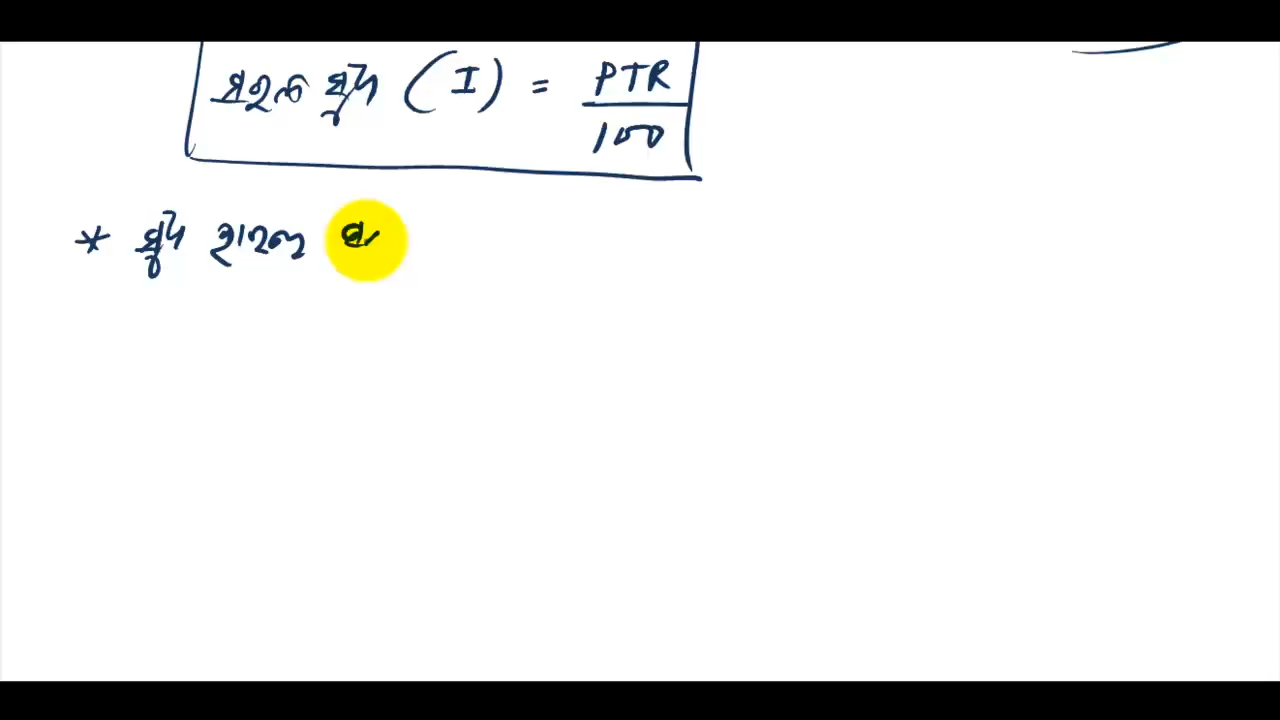 ସରଳ ସୁଧ (I) = PTR/100
* ସୁଧ ହାରକୁ